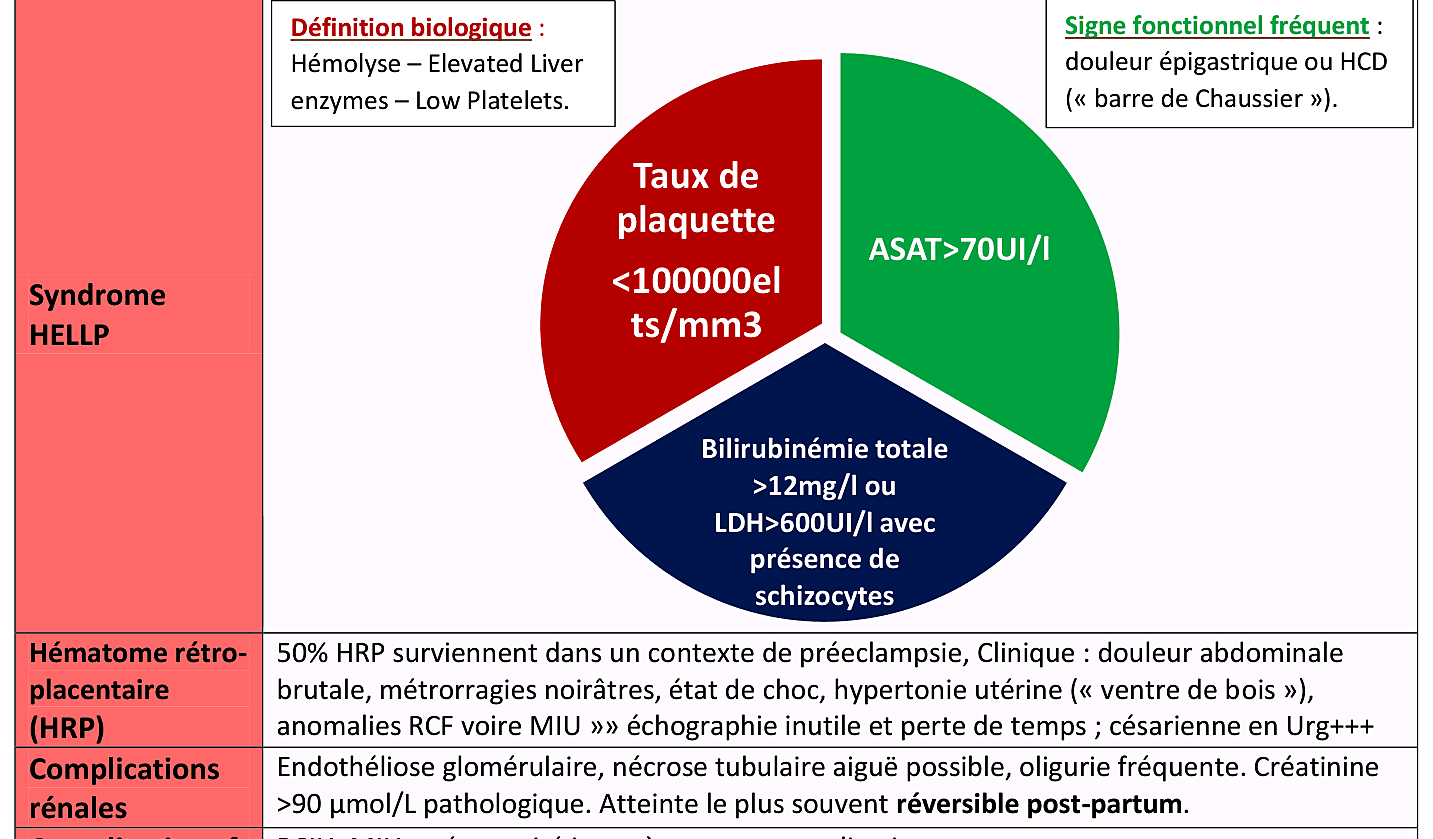 Définition biologique :
Hémolyse – Elevated Liver
enzymes – Low Platelets.
Signe fonctionnel fréquent :
douleur épigastrique ou HCD
(« barre de Chaussier »).
Taux de
plaquette
<100000el
ts/mm3
ASAT>70UI/l
Bilirubinémie totale
>12mg/l ou
LDH>600UI/l avec
présence de
schizocytes
Syndrome
HELLP
Hématome rétro-
placentaire
(HRP)
50% HRP surviennent dans un contexte de préeclampsie, Clinique : douleur abdominale
brutale, métrorragies noirâtres, état de choc, hypertonie utérine (« ventre de bois »),
anomalies RCF voire MIU »» échographie inutile et perte de temps ; césarienne en Urg+++
Complications
rénales
Endothéliose glomérulaire, nécrose tubulaire aiguë possible, oligurie fréquente. Créatinine
>90 µmol/L pathologique. Atteinte le plus souvent réversible post-partum.